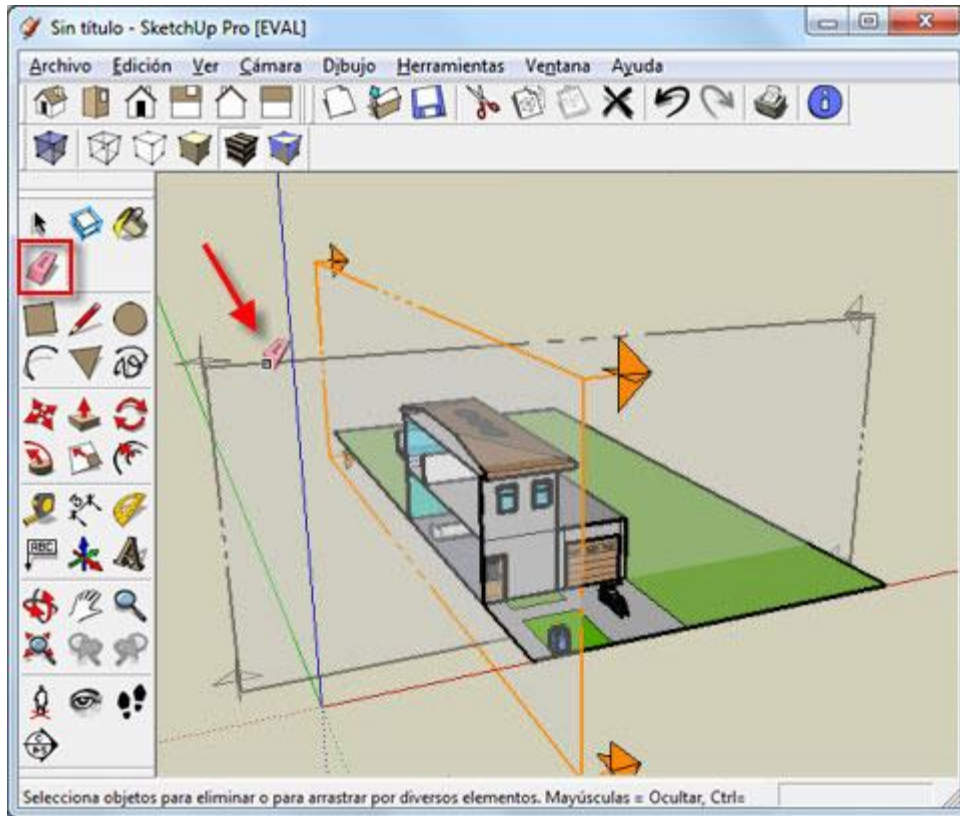 Sin título - SketchUp Pro [EVAL]
Archivo Edición Ver Cámara Dibujo Herramientas Ventana Ayuda
ABC
Selecciona objetos para eliminar o para arrastrar por diversos elementos. Mayúsculas = Ocultar, Ctrl=